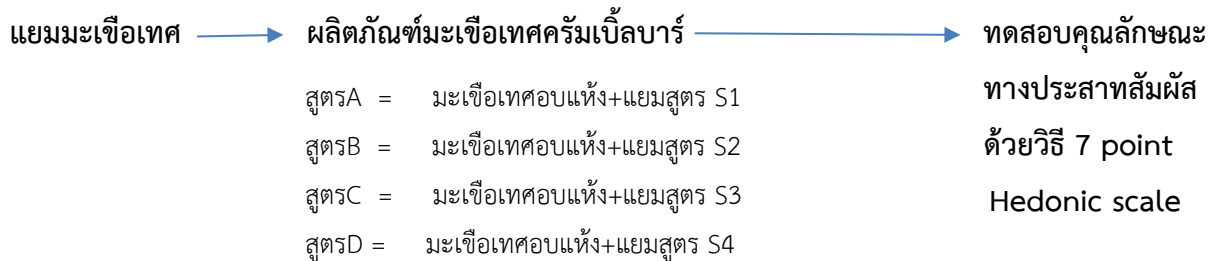 แยมมะเขือเทศ
ผลิตภัณฑ์มะเขือเทศครัมเบิ้ลบาร์
สูตรA = มะเขือเทศอบแห้ง+แยมสูตร S1
สูตรB = มะเขือเทศอบแห้ง+แยมสูตร S2
สูตรC = มะเขือเทศอบแห้ง+แยมสูตร S3
สูตรD = มะเขือเทศอบแห้ง+แยมสูตร S4
ทดสอบคุณลักษณะ
ทางประสาทสัมผัส
ด้วยวิธี 7 point
Hedonic scale